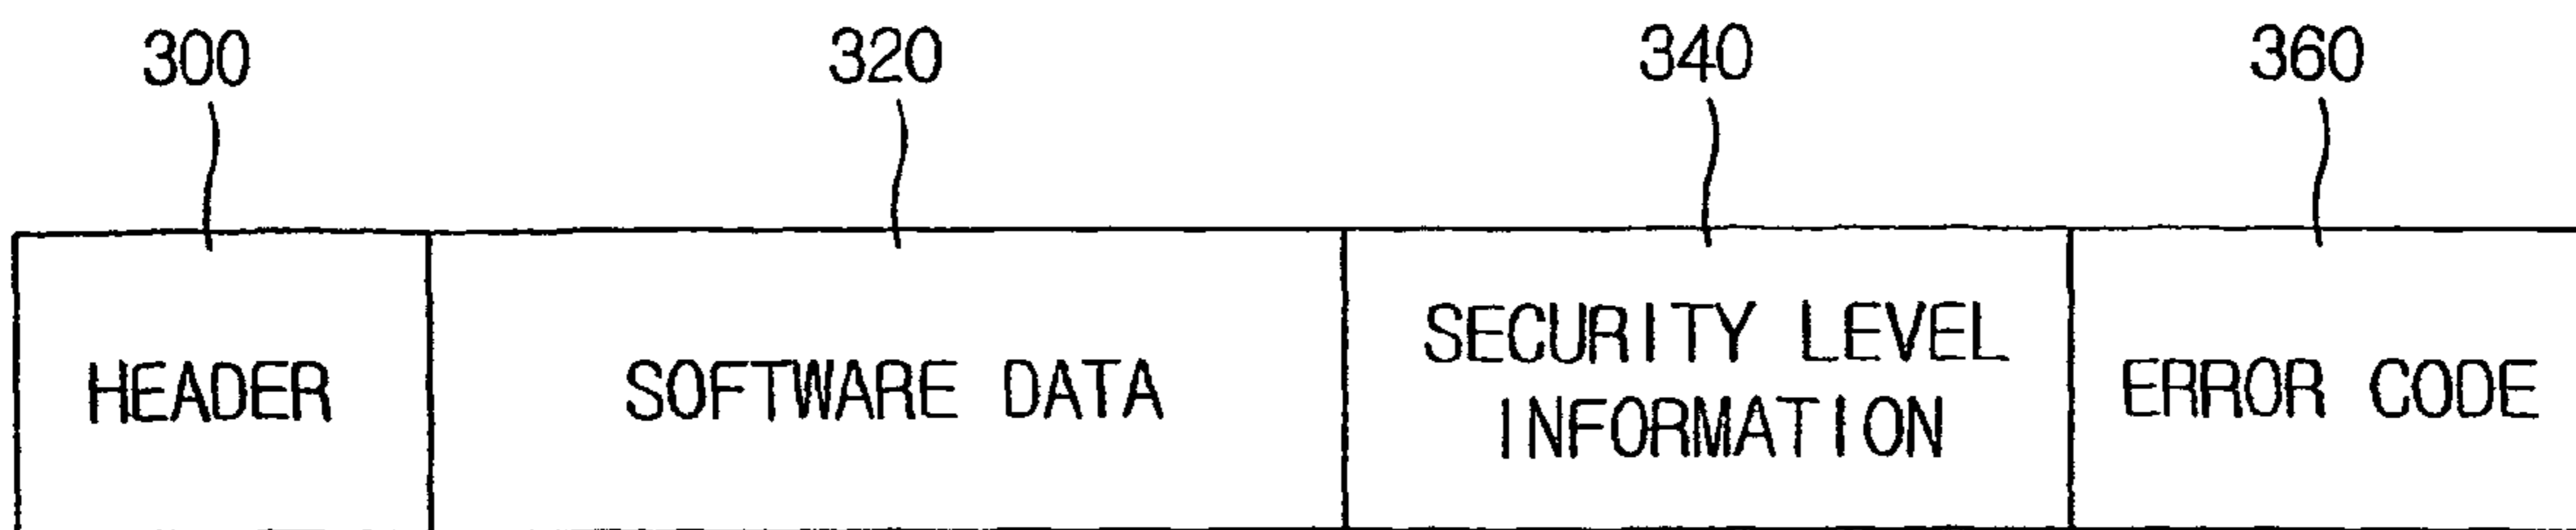 300 320 340 360
HEADER
SOFTWARE DATA
SECURITY LEVEL
INFORMATION
ERROR CODE